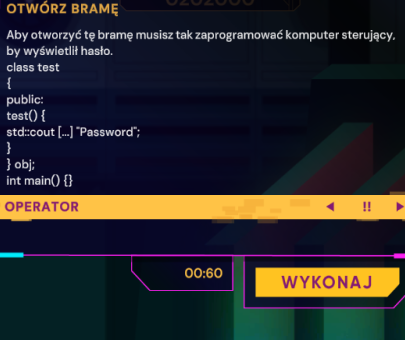 0202000
OTWÓRZ BRAMĘ
Aby otworzyć tę bramę musisz tak zaprogramować komputer sterujący,
by wyświetlił hasło.
class test
{
public:
test() {
std::cout [...] "Password";
}
} obj;
int main() {}
OPERATOR
!!
00:60
WYKONAJ